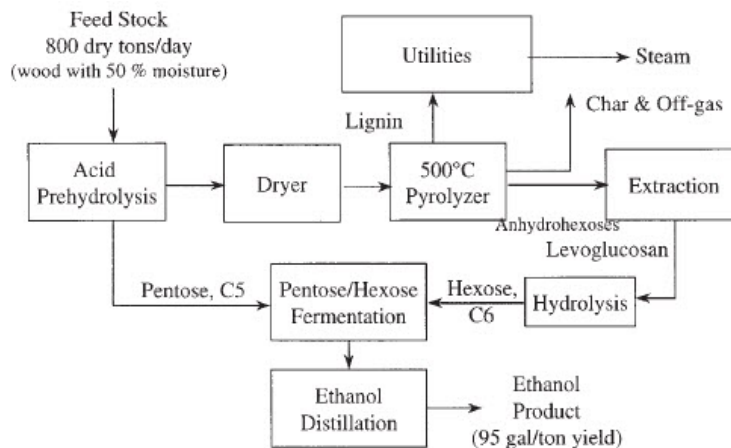 Feed Stock
800 dry tons/day
(wood with 50 % moisture)
Utilities
Steam
Lignin
Char & Off-gas
Acid
Prehydrolysis
Dryer
500°C
Pyrolyzer
Extraction
Anhydrohexoses
Levoglucosan
Pentose, C5
Pentose/Hexose
Fermentation
Hexose,
C6
Hydrolysis
Ethanol
Distillation
Ethanol
Product
(95 gal/ton yield)